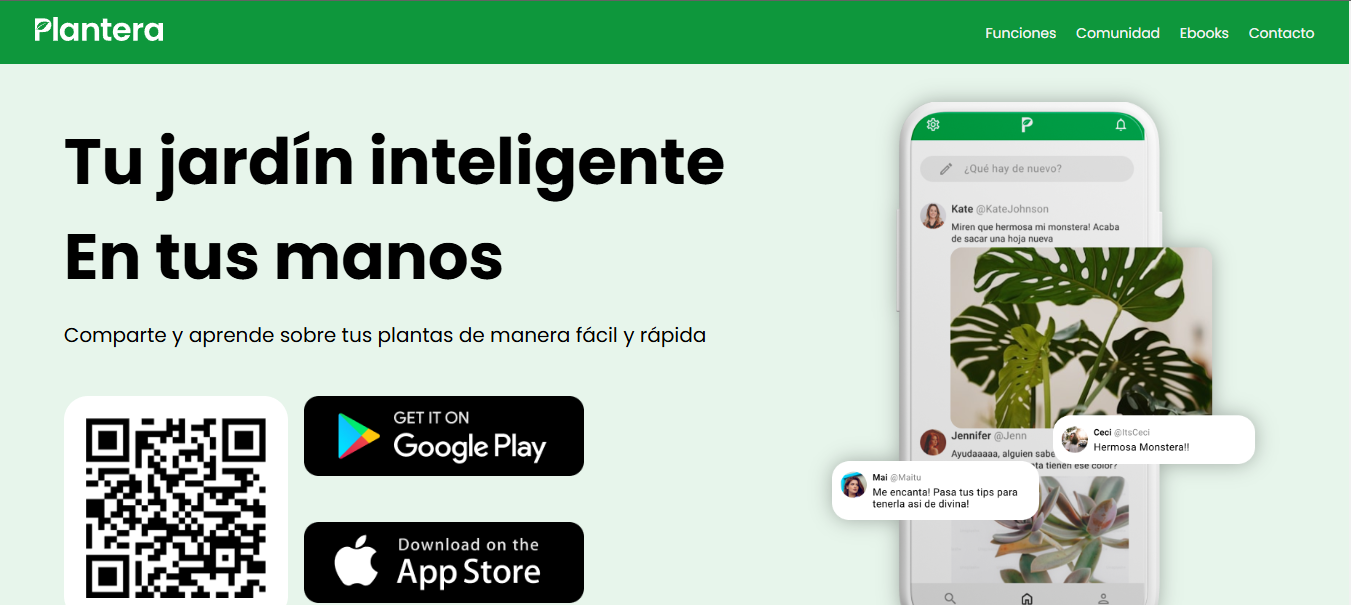 Plantera
Funciones Comunidad Ebooks Contacto
Tu jardín inteligente
En tus manos
Comparte y aprende sobre tus plantas de manera fácil y rápida
GET IT ON
Google Play
Download on the
App Store
P
¿Qué hay de nuevo?
Kate @KateJohnson
Miren que hermosa mi monstera! Acaba
de sacar una hoja nueva
Ceci @ItsCeci
Hermosa Monstera!!
Jennifer @Jenn
Ayudaaaaa, alguien sabe
tienen ese color?
Mai @Maitu
Me encanta! Pasa tus tips para
tenerla asi de divina!